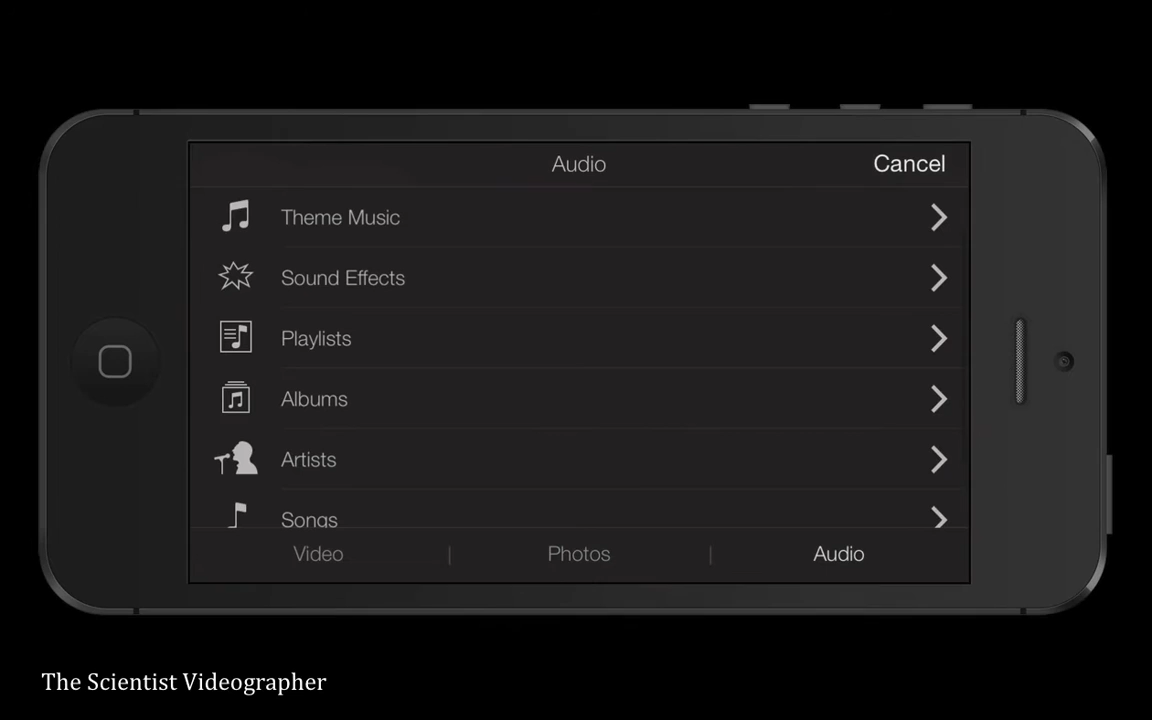 Audio
Cancel
Theme Music
Sound Effects
Playlists
Albums
Artists
Songs
Video | Photos | Audio
The Scientist Videographer